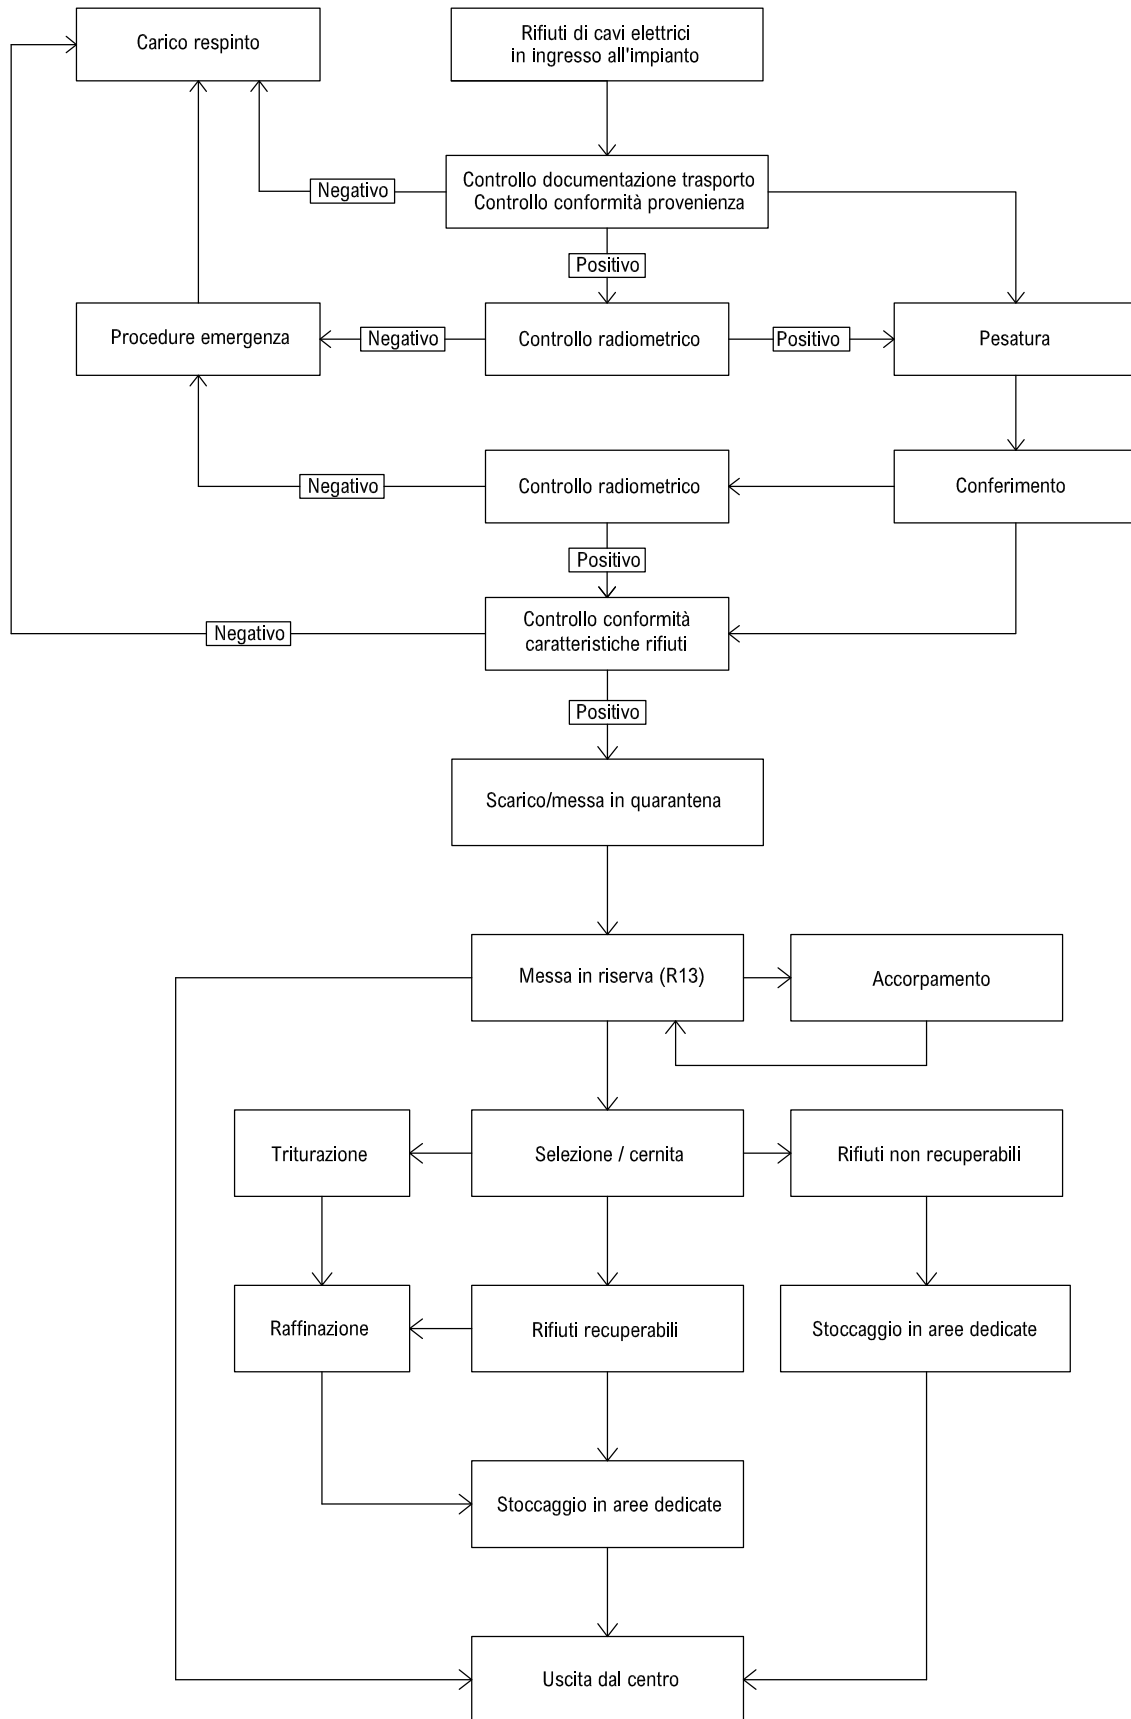 Carico respinto
Rifiuti di cavi elettrici
in ingresso all'impianto
Controllo documentazione trasporto
Controllo conformità provenienza
Negativo
Positivo
Procedure emergenza
Negativo
Controllo radiometrico
Positivo
Pesatura
Negativo
Controllo radiometrico
Conferimento
Positivo
Negativo
Controllo conformità
caratteristiche rifiuti
Positivo
Scarico/messa in quarantena
Messa in riserva (R13)
Accorpamento
Triturazione
Selezione / cernita
Rifiuti non recuperabili
Raffinazione
Rifiuti recuperabili
Stoccaggio in aree dedicate
Stoccaggio in aree dedicate
Uscita dal centro